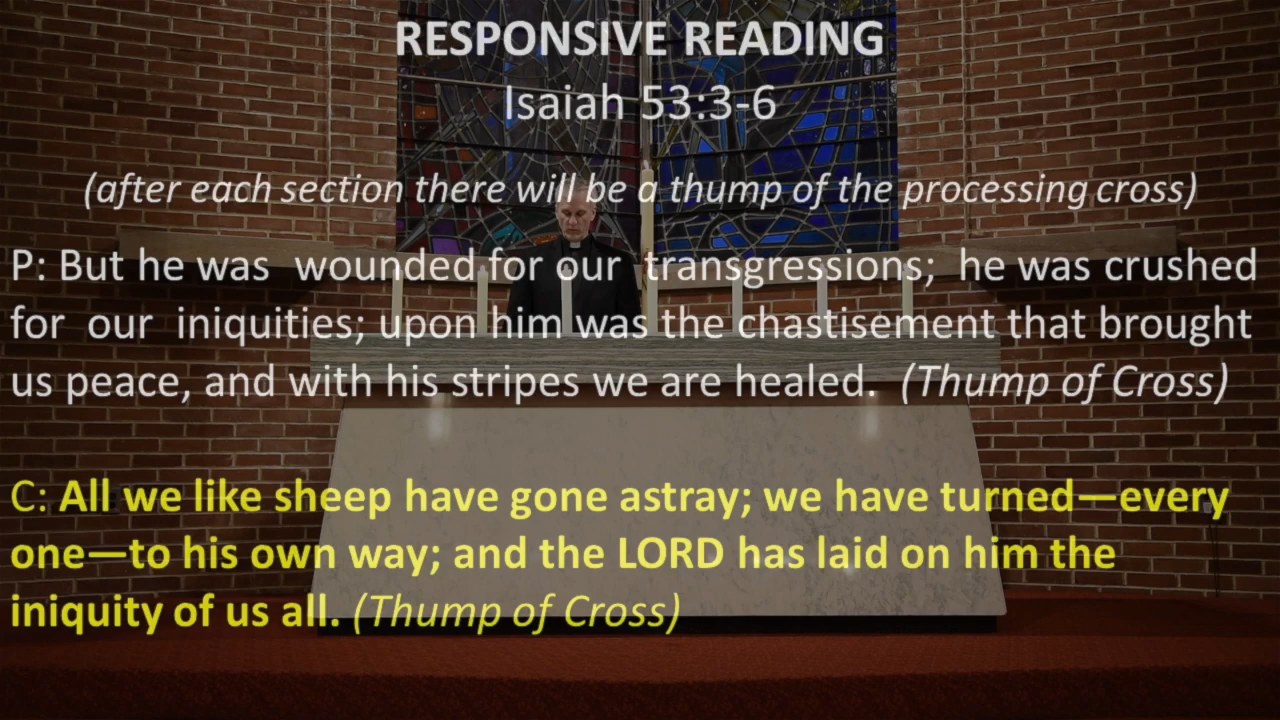 RESPONSIVE READING
Isaiah 53:3-6
(after each section there will be a thump of the processing cross)
P: But he was wounded for our transgressions; he was crushed
for our iniquities; upon him was the chastisement that brought
us peace, and with his stripes we are healed. (Thump of Cross)
C: All we like sheep have gone astray; we have turned—every
one—to his own way; and the LORD has laid on him the
iniquity of us all. (Thump of Cross)